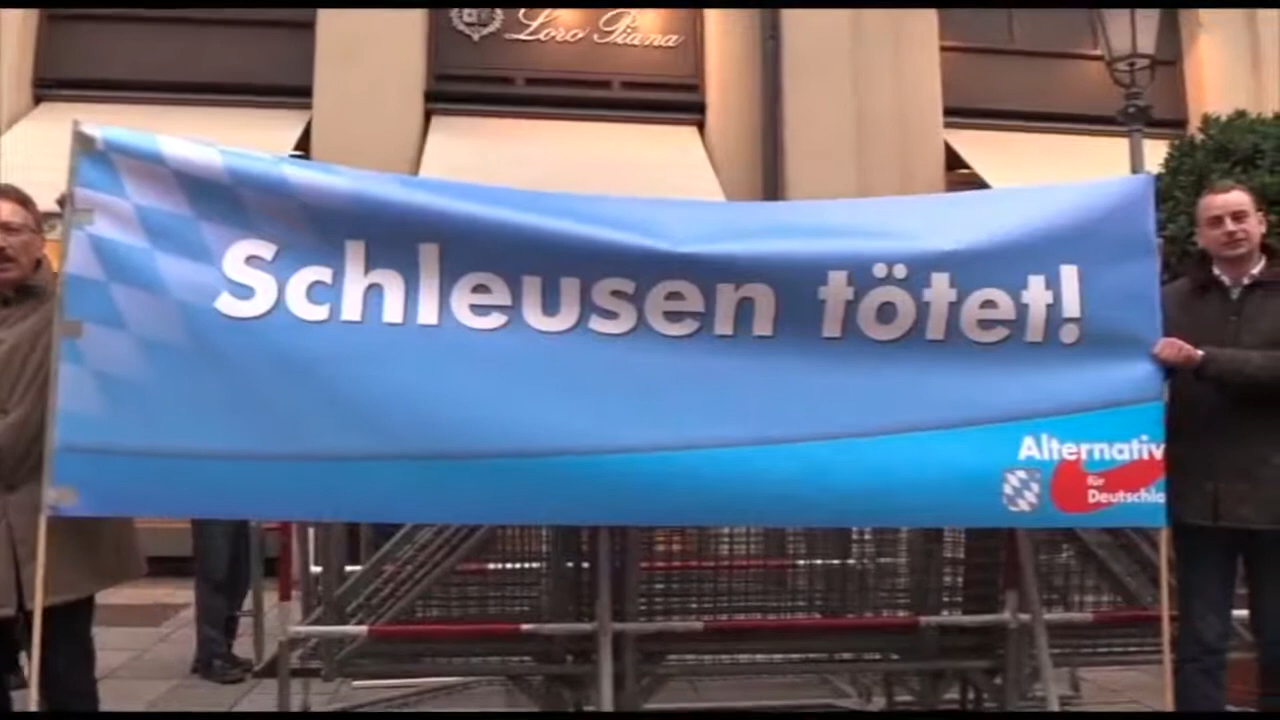 Loro Piana
Schleusen tötet!
Alternativ
für
Deutschla